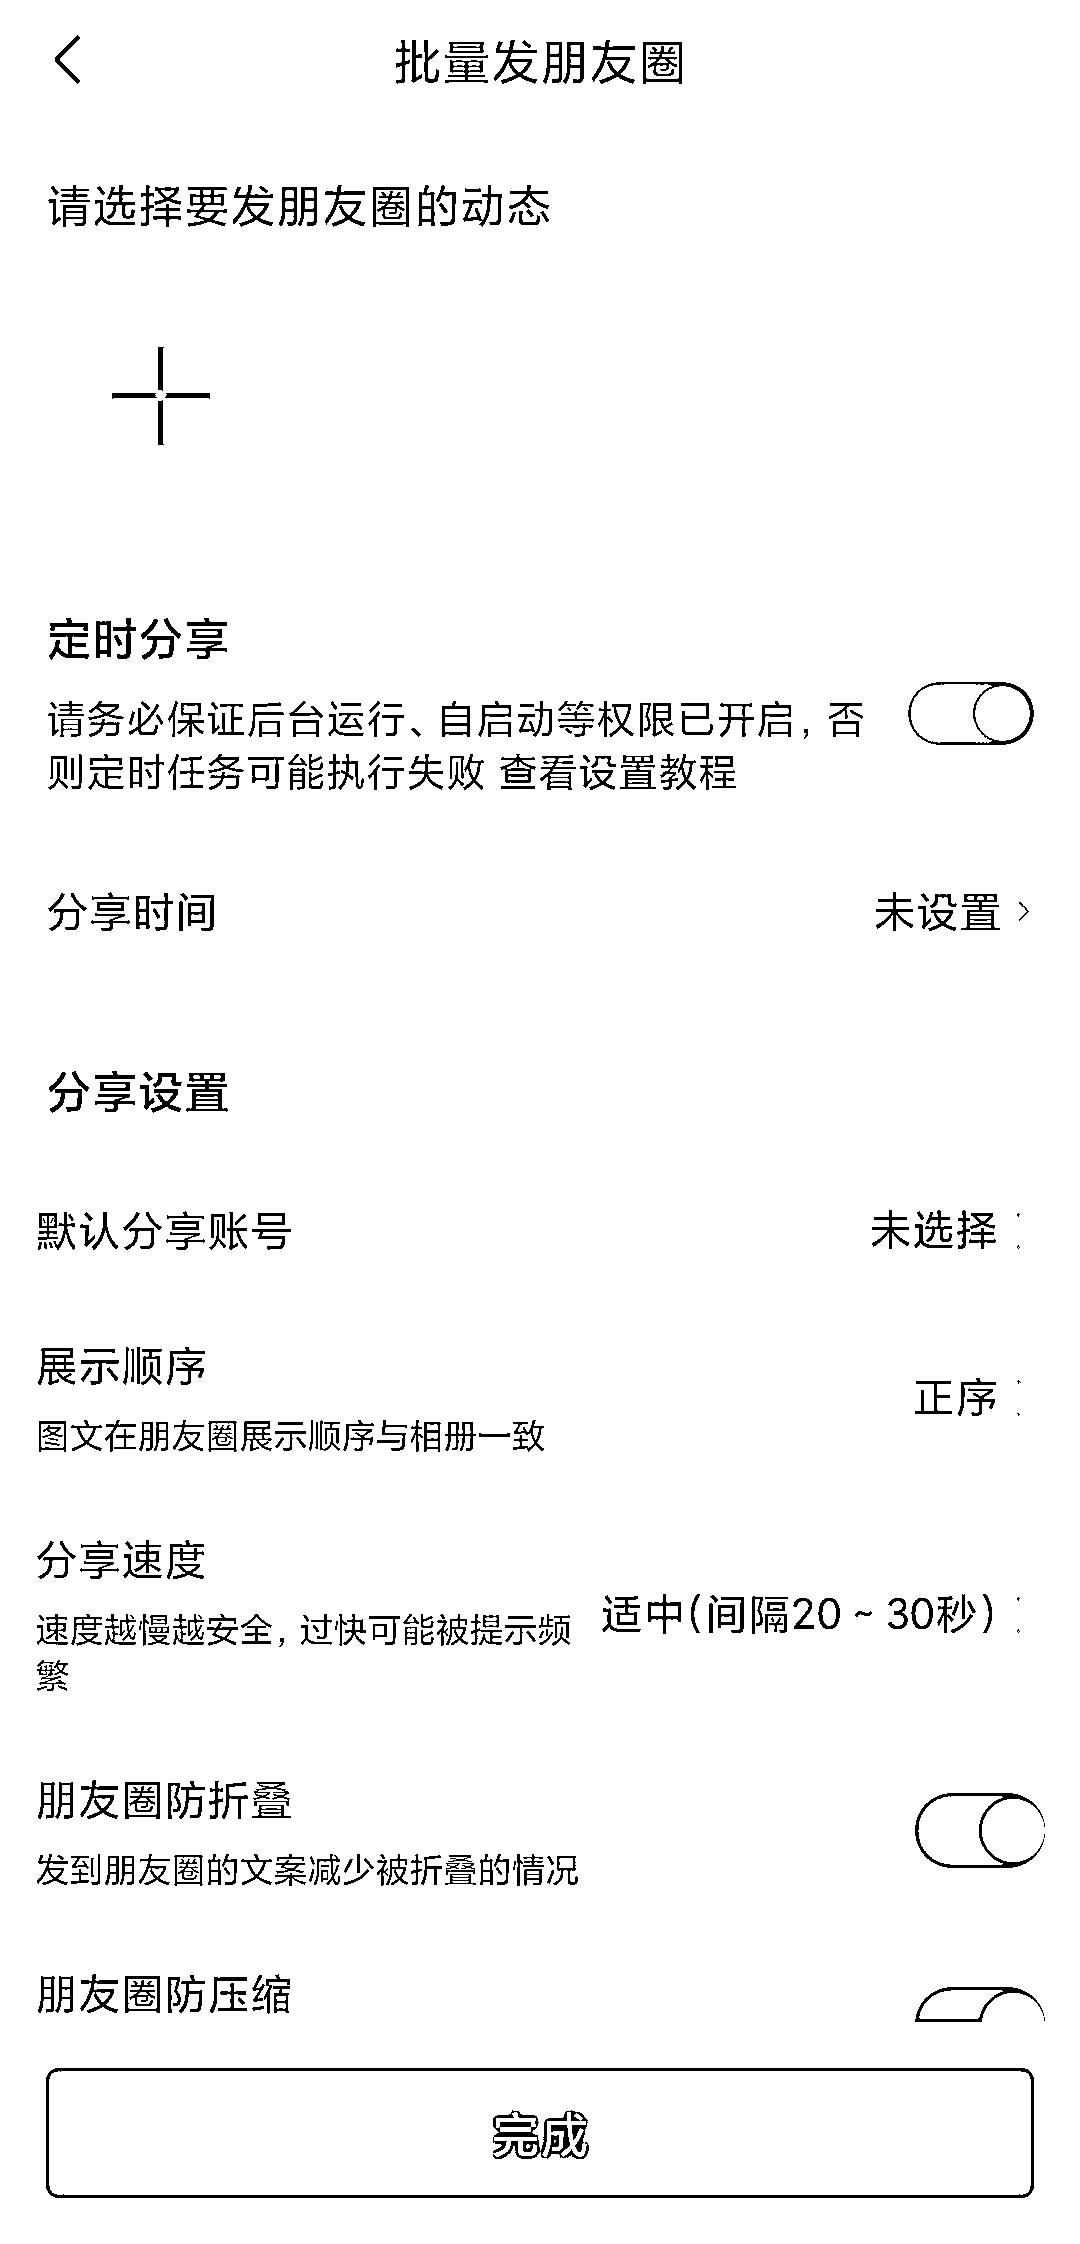 批量发朋友圈
请选择要发朋友圈的动态
定时分享
请务必保证后台运行、自启动等权限已开启，否
则定时任务可能执行失败 查看设置教程
分享时间 未设置
分享设置
默认分享账号 未选择
展示顺序
正序
图文在朋友圈展示顺序与相册一致
分享速度
适中(间隔20 ~ 30秒)
速度越慢越安全，过快可能被提示频
繁
朋友圈防折叠
发到朋友圈的文案减少被折叠的情况
朋友圈防压缩
完成